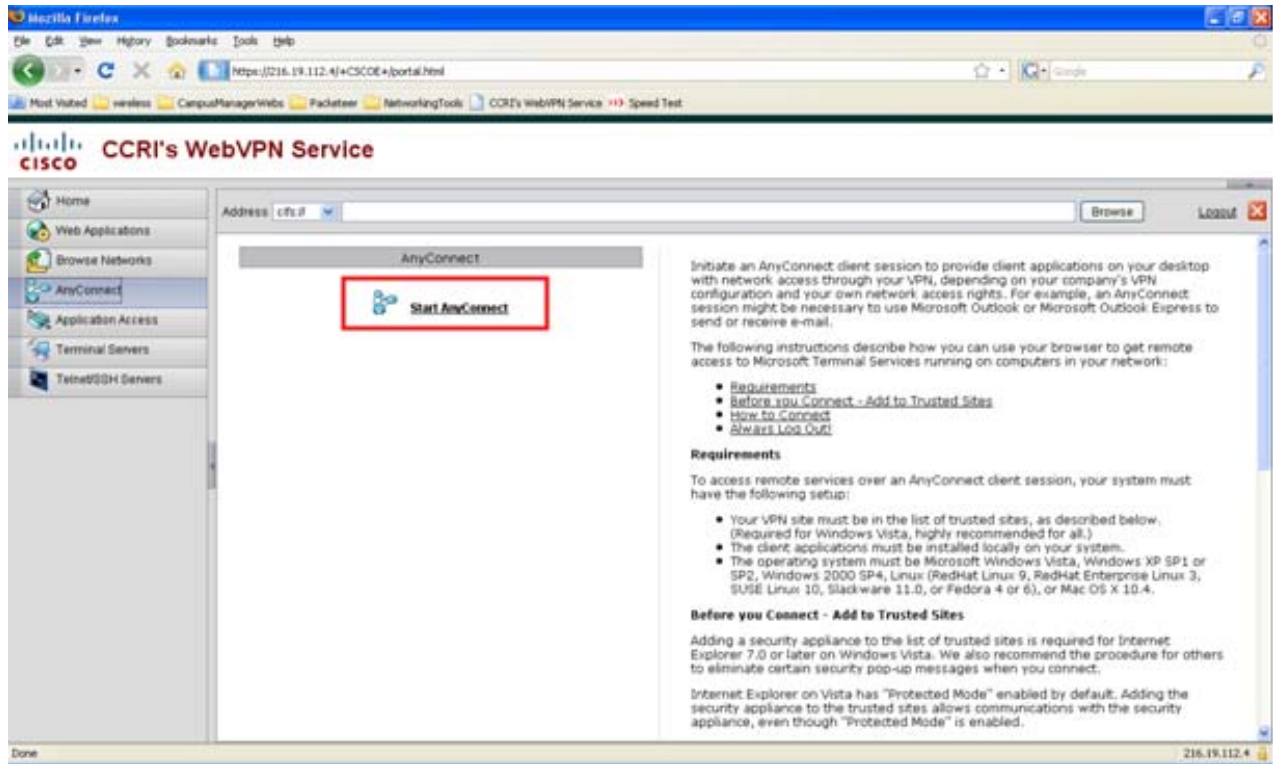 Mozilla Firefox
File Edit View History Bookmarks Tools Help
https://216.19.112.4/+CSCOE+/portal.html
Google
Most Visited wireless CampusManagerWebs Packeteer NetworkingTools CCRI's WebVPN Service Speed Test
CISCO
CCRI's WebVPN Service
Home
Web Applications
Browse Networks
AnyConnect
Application Access
Terminal Servers
Telnet/SSH Servers
Address cifs:// Browse Logout
AnyConnect
Start AnyConnect
Initiate an AnyConnect client session to provide client applications on your desktop
with network access through your VPN, depending on your company's VPN
configuration and your own network access rights. For example, an AnyConnect
session might be necessary to use Microsoft Outlook or Microsoft Outlook Express to
send or receive e-mail.
The following instructions describe how you can use your browser to get remote
access to Microsoft Terminal Services running on computers in your network:
Requirements
Before you Connect - Add to Trusted Sites
How to Connect
Always Log Out!
Requirements
To access remote services over an AnyConnect client session, your system must
have the following setup:
Your VPN site must be in the list of trusted sites, as described below.
(Required for Windows Vista, highly recommended for all.)
The client applications must be installed locally on your system.
The operating system must be Microsoft Windows Vista, Windows XP SP1 or
SP2, Windows 2000 SP4, Linux (RedHat Linux 9, RedHat Enterprise Linux 3,
SUSE Linux 10, Slackware 11.0, or Fedora 4 or 6), or Mac OS X 10.4.
Before you Connect - Add to Trusted Sites
Adding a security appliance to the list of trusted sites is required for Internet
Explorer 7.0 or later on Windows Vista. We also recommend the procedure for others
to eliminate certain security pop-up messages when you connect.
Internet Explorer on Vista has "Protected Mode" enabled by default. Adding the
security appliance to the trusted sites allows communications with the security
appliance, even though "Protected Mode" is enabled.
Done
216.19.112.4